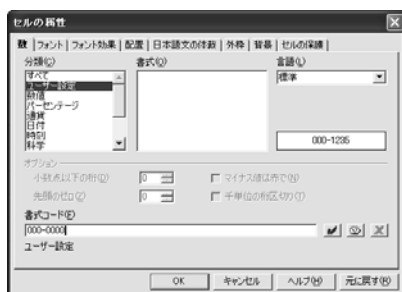 セルの属性
数 フォント フォント効果 配置 日本語文の体裁 外枠 背景 セルの保護
分類(C) 書式(O) 言語(L)
すべて
ユーザー設定
数値
パーセンテージ
通貨
日付
時刻
科学
標準
000-1235
オプション
小数点以下の桁(D) 0 マイナス値は赤で(N)
先頭のゼロ(Z) 0 千単位の桁区切り(T)
書式コード(F)
000-0000
ユーザー設定
OK キャンセル ヘルプ(H) 元に戻す(R)